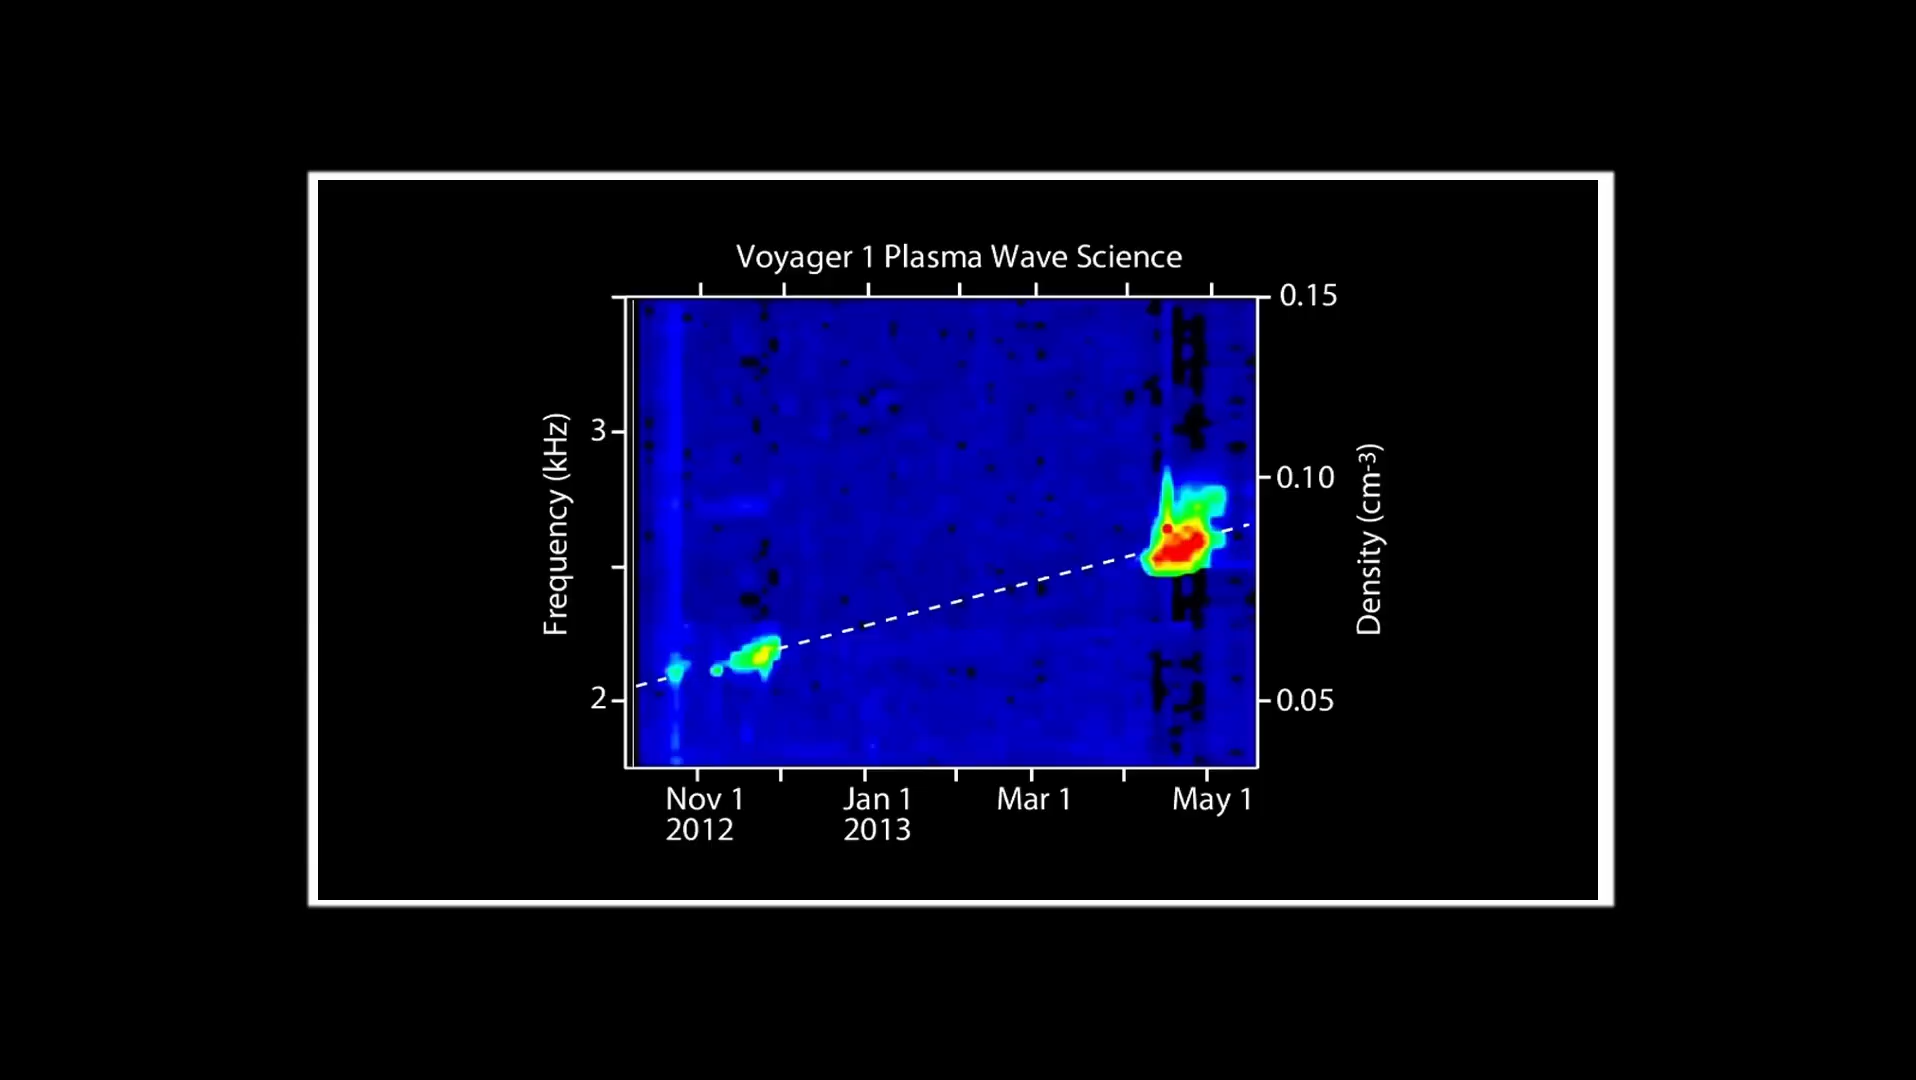 Voyager 1 Plasma Wave Science
Frequency (kHz)
3
2
0.15
0.10
0.05
Density (cm-3)
Nov 1
2012
Jan 1
2013
Mar 1
May 1